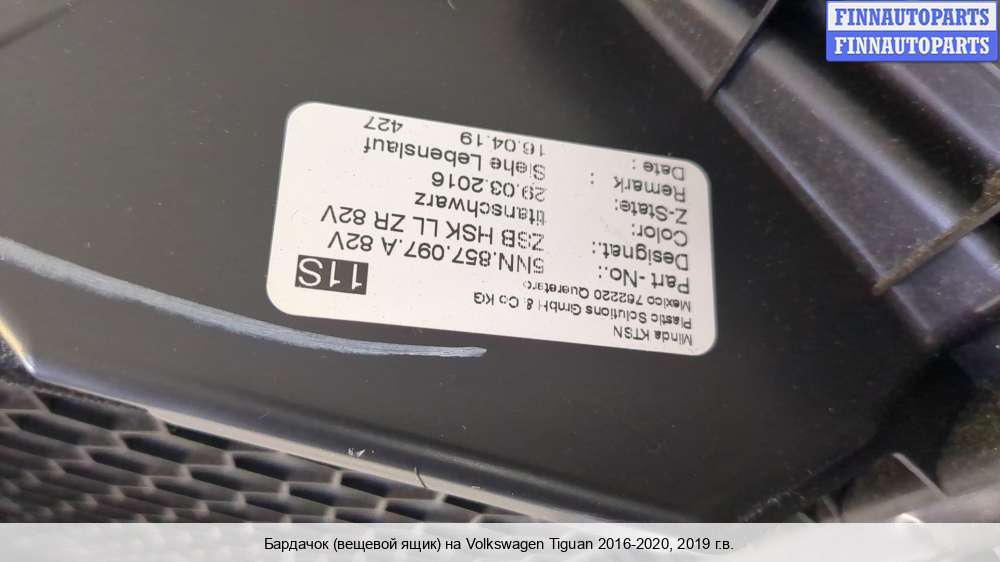 FINNAUTOPARTS
FINNAUTOPARTS
Minda KTSN
Plastic Solutions GmbH & Co KG
Mexico 762220 Queretaro
11S
Part.-No.: 5NN.857.097.A 82V
Designat.: ZSB HSK LL ZR 82V
Color: titanschwarz
Z-State: 29.03.2016
Remark : Siehe Lebenslauf
Date : 16.04.19 427
Бардачок (вещевой ящик) на Volkswagen Tiguan 2016-2020, 2019 г.в.